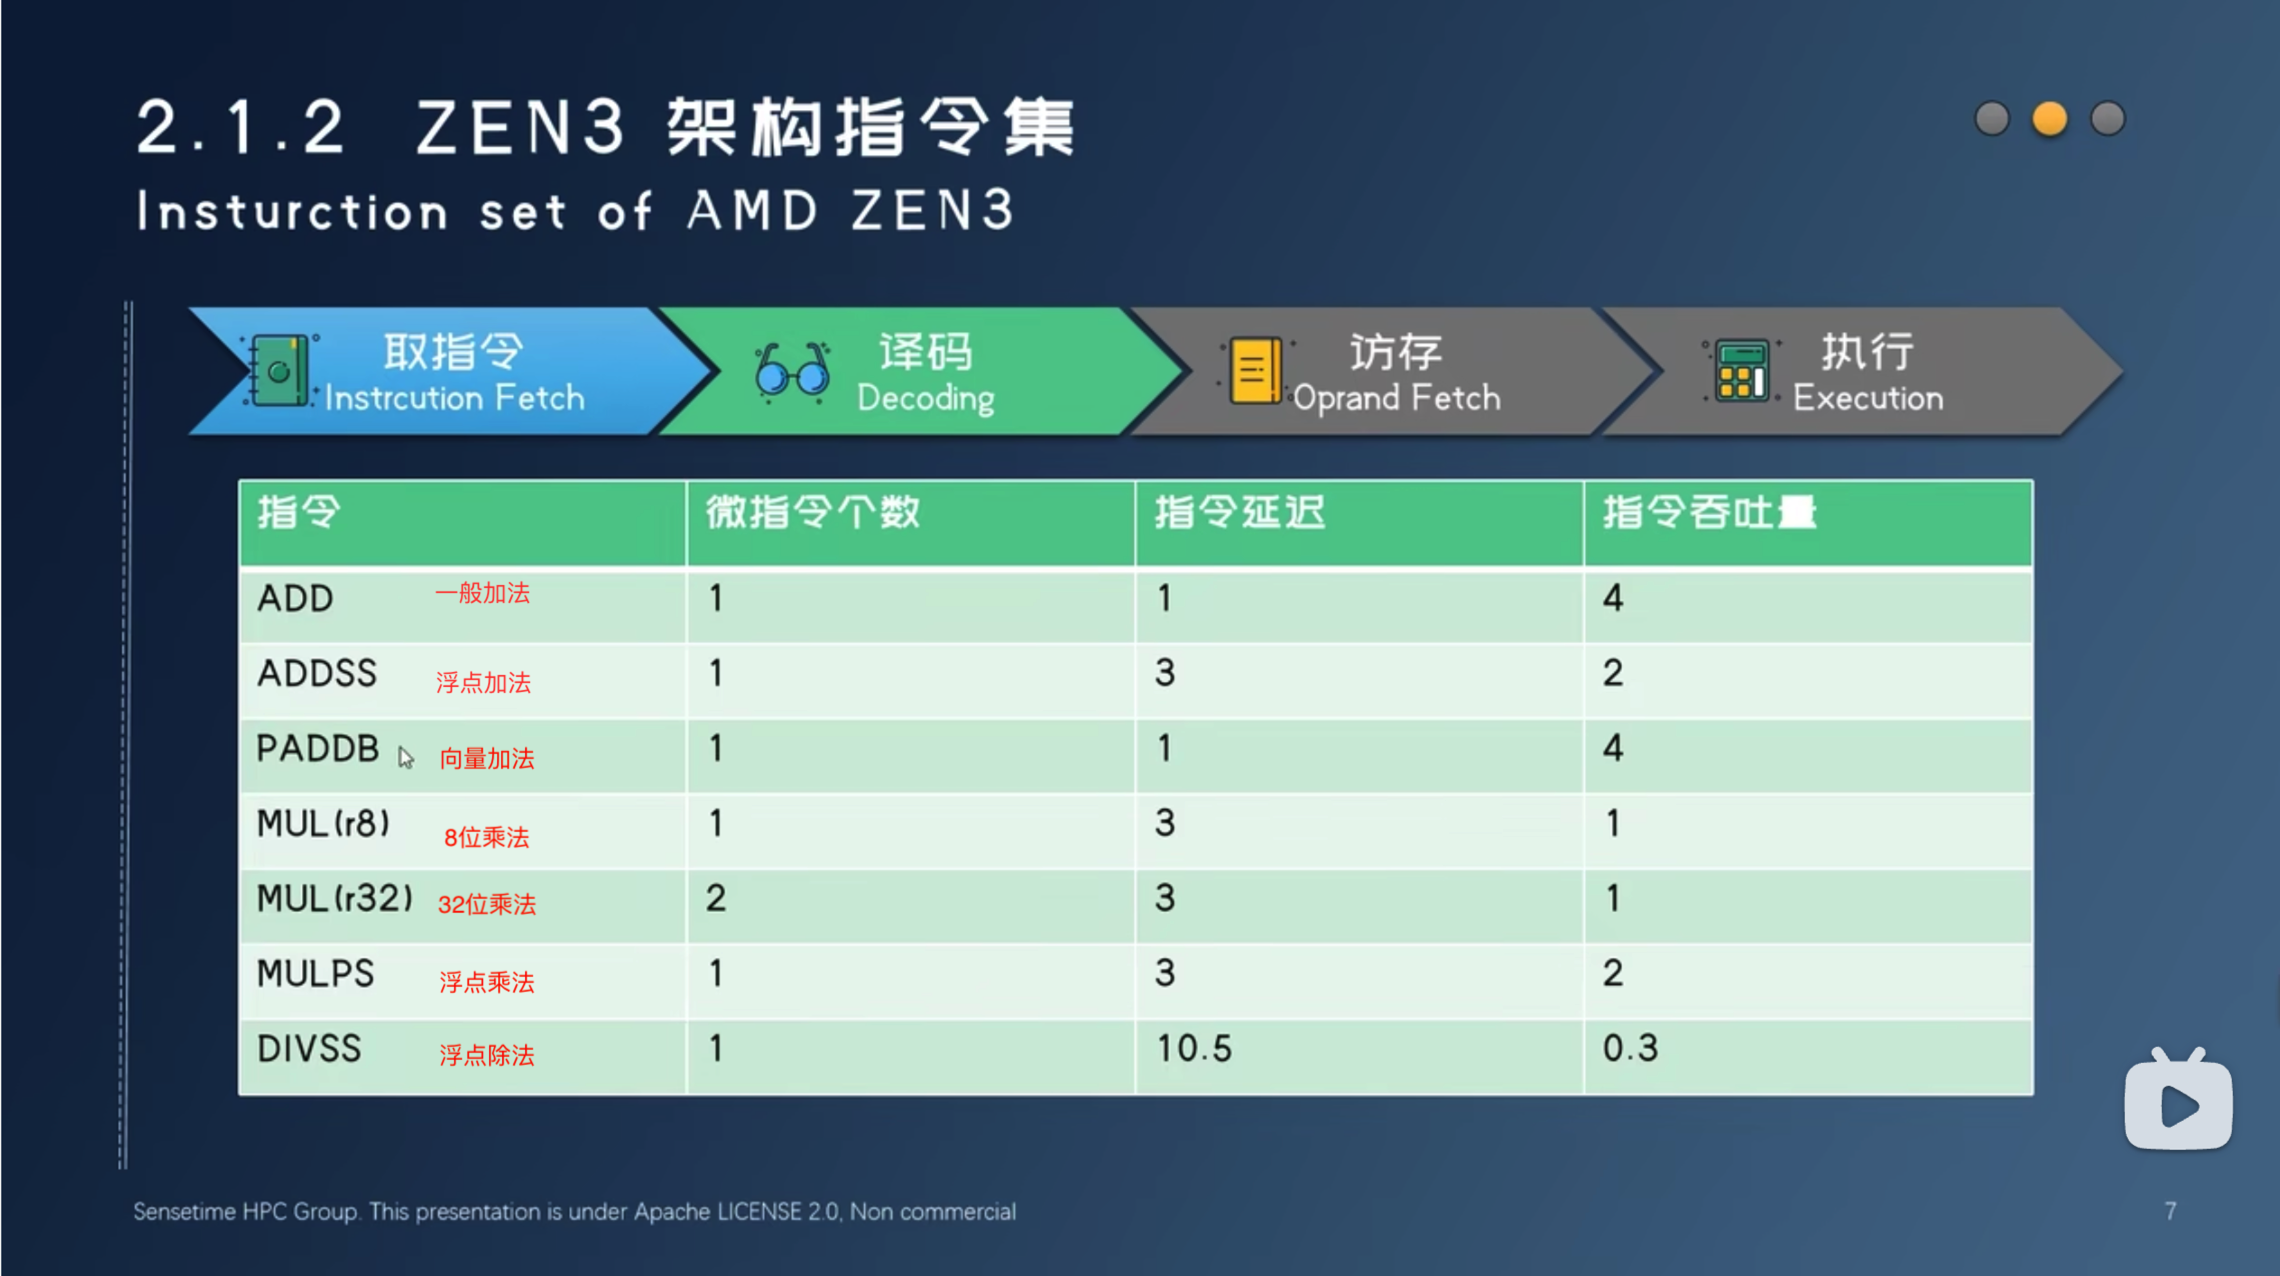 2.1.2 ZEN3 架构指令集
Insturction set of AMD ZEN3
取指令
Instrcution Fetch
译码
Decoding
访存
Oprand Fetch
执行
Execution
指令 微指令个数 指令延迟 指令吞吐量
ADD 一般加法 1 1 4
ADDSS 浮点加法 1 3 2
PADDB 向量加法 1 1 4
MUL(r8) 8位乘法 1 3 1
MUL(r32) 32位乘法 2 3 1
MULPS 浮点乘法 1 3 2
DIVSS 浮点除法 1 10.5 0.3
Sensetime HPC Group. This presentation is under Apache LICENSE 2.0, Non commercial
7